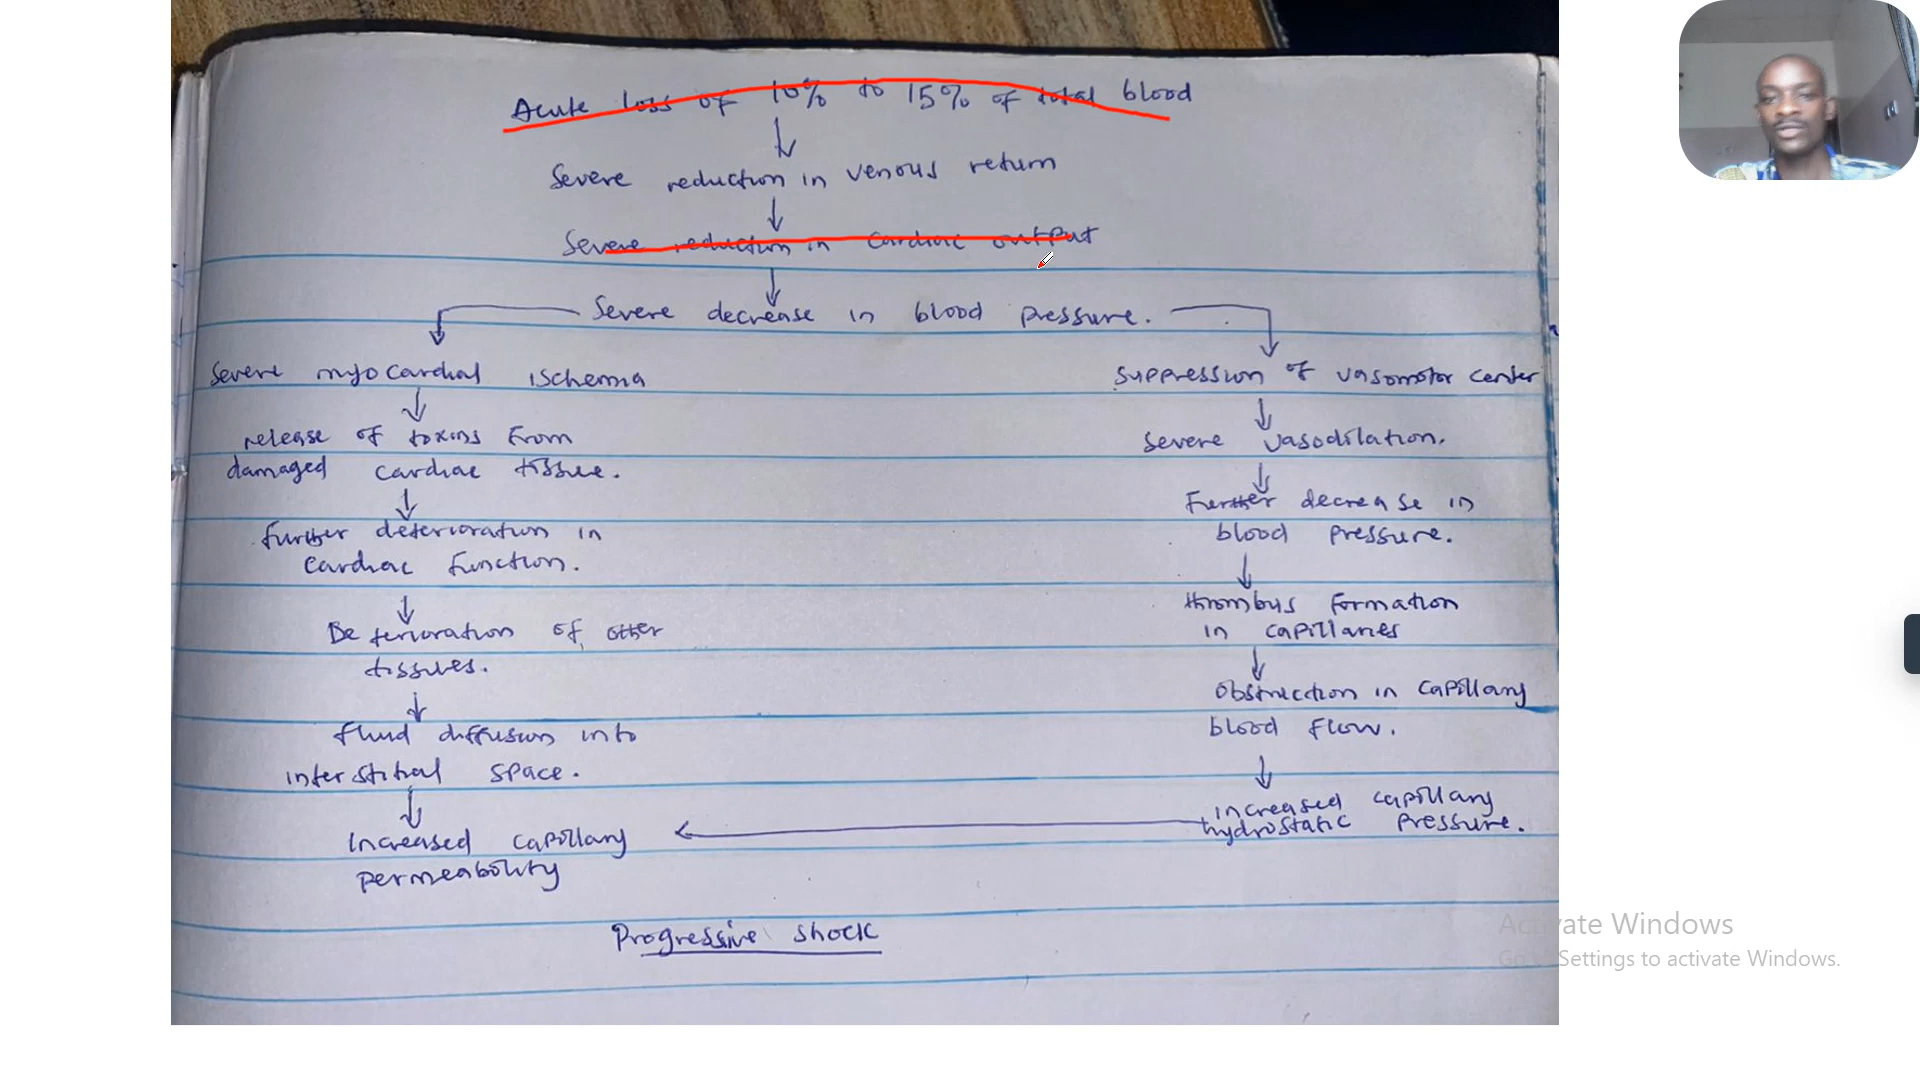 Acute loss of 10% to 15% of total blood
Severe reduction in venous return
Severe reduction in cardiac output
Severe decrease in blood pressure.
Severe myocardial ischemia
release of toxins from
damaged cardiac tissue.
further deterioration in
cardiac function.
Deterioration of other
tissues.
fluid diffusion into
interstitial space.
Increased capillary
permeability
Suppression of vasomotor center
Severe vasodilation.
Further decrease in
blood pressure.
thrombus formation
in capillaries
Obstruction in capillary
blood flow.
increased capillary
hydrostatic pressure.
Progressive shock
Activate Windows
Go to Settings to activate Windows.